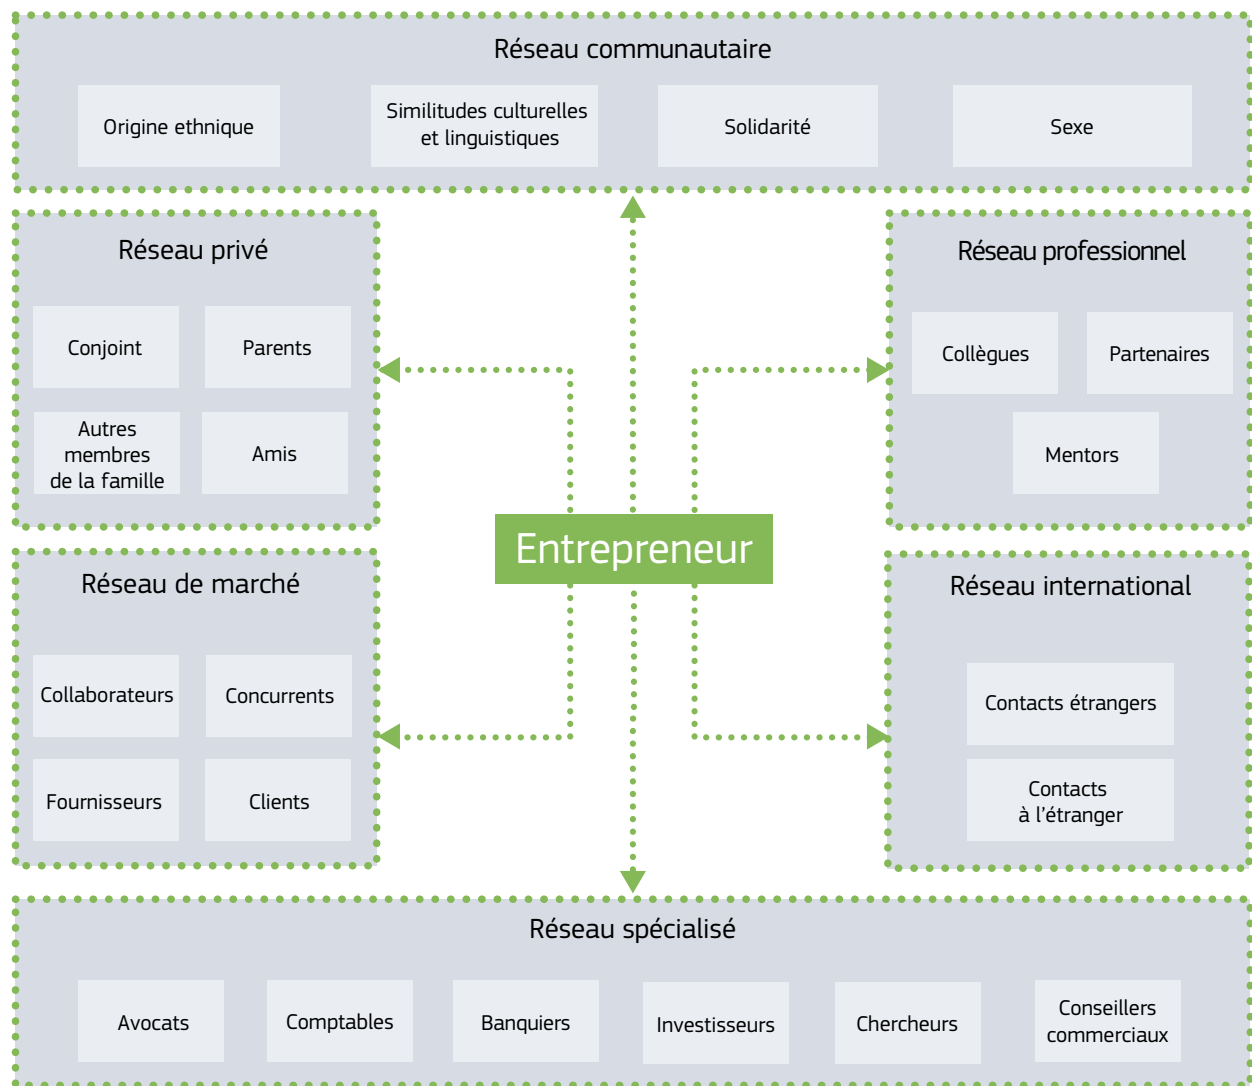 Réseau communautaire
Origine ethnique
Similitudes culturelles
et linguistiques
Solidarité
Sexe
Réseau privé
Conjoint
Parents
Autres
membres
de la famille
Amis
Réseau professionnel
Collègues
Partenaires
Mentors
Entrepreneur
Réseau de marché
Collaborateurs
Concurrents
Fournisseurs
Clients
Réseau international
Contacts étrangers
Contacts
à l'étranger
Réseau spécialisé
Avocats
Comptables
Banquiers
Investisseurs
Chercheurs
Conseillers
commerciaux